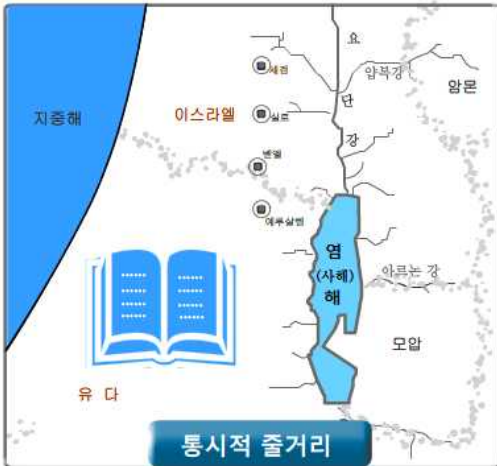 요
단
강
세겜
얍복강
암몬
지중해
이스라엘
실로
벧엘
예루살렘
염
(사해)
해
아르논 강
모압
유 다
통시적 줄거리